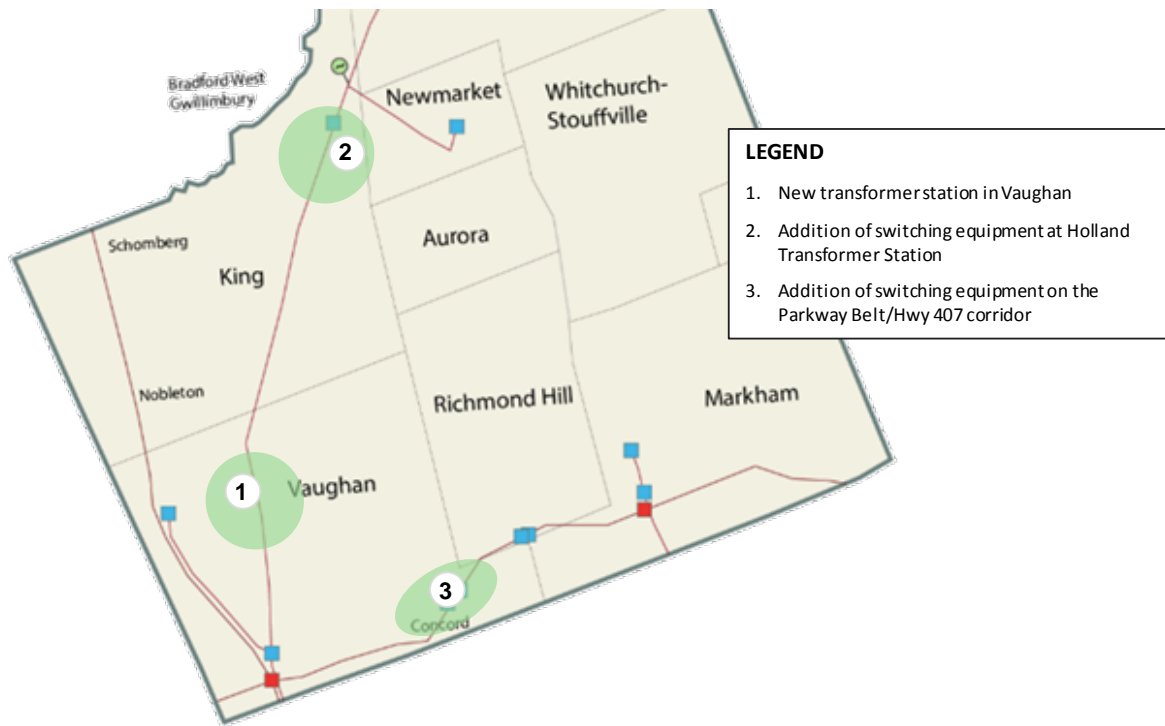 Bradford West
Gwillimbury
Newmarket
Whitchurch-
Stouffville
2
LEGEND
1. New transformer station in Vaughan
2. Addition of switching equipment at Holland
Transformer Station
3. Addition of switching equipment on the
Parkway Belt/Hwy 407 corridor
Schomberg
Aurora
King
Nobleton
Richmond Hill
Markham
1
Vaughan
3
Concord